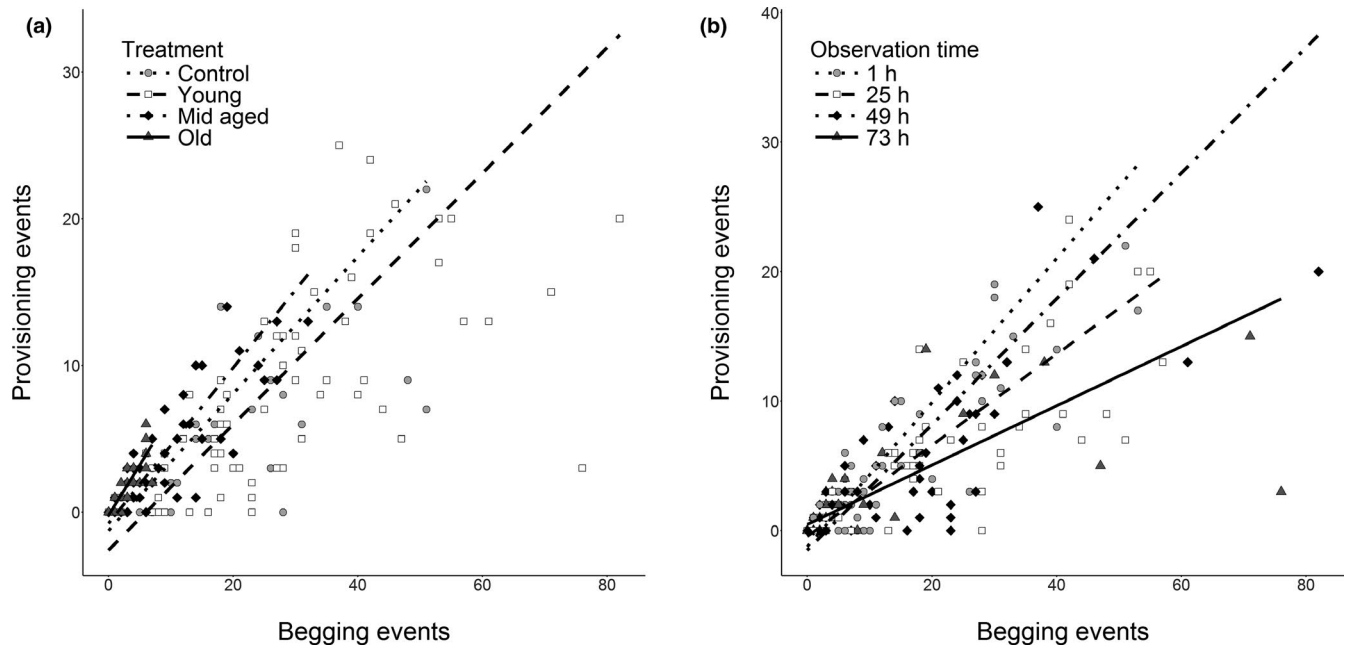 (a)
Treatment
Control
Young
Mid aged
Old
30
20
10
0
Provisioning events
0 20 40 60 80
Begging events
(b)
Observation time
1 h
25 h
49 h
73 h
40
30
20
10
0
Provisioning events
0 20 40 60 80
Begging events